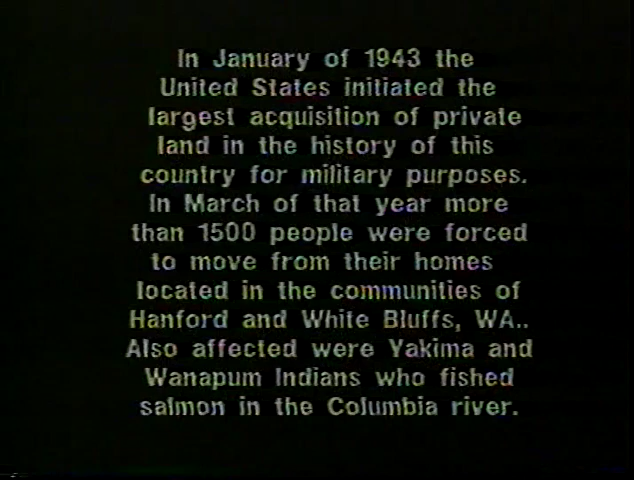 In January of 1943 the
United States initiated the
largest acquisition of private
land in the history of this
country for military purposes.
In March of that year more
than 1500 people were forced
to move from their homes
located in the communities of
Hanford and White Bluffs, WA..
Also affected were Yakima and
Wanapum Indians who fished
salmon in the Columbia river.